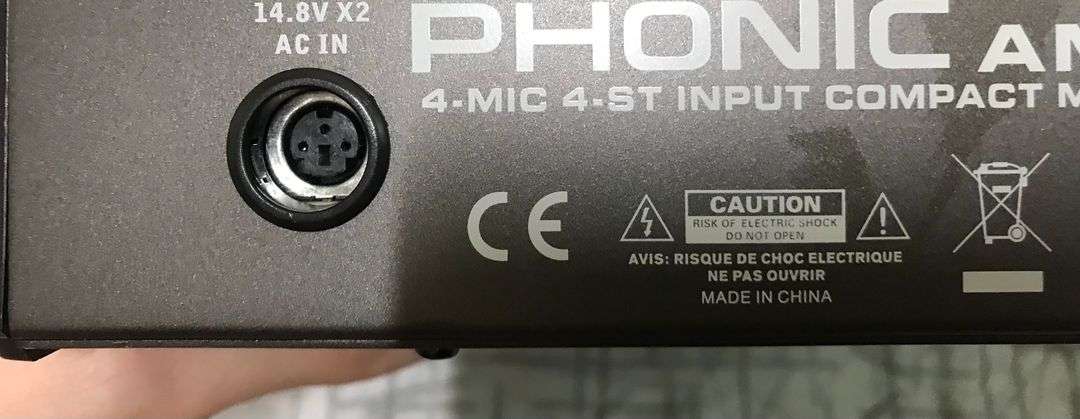 14.8V X2
AC IN
PHONIC AM
4-MIC 4-ST INPUT COMPACT M
CE
CAUTION
RISK OF ELECTRIC SHOCK
DO NOT OPEN
AVIS: RISQUE DE CHOC ELECTRIQUE
NE PAS OUVRIR
MADE IN CHINA